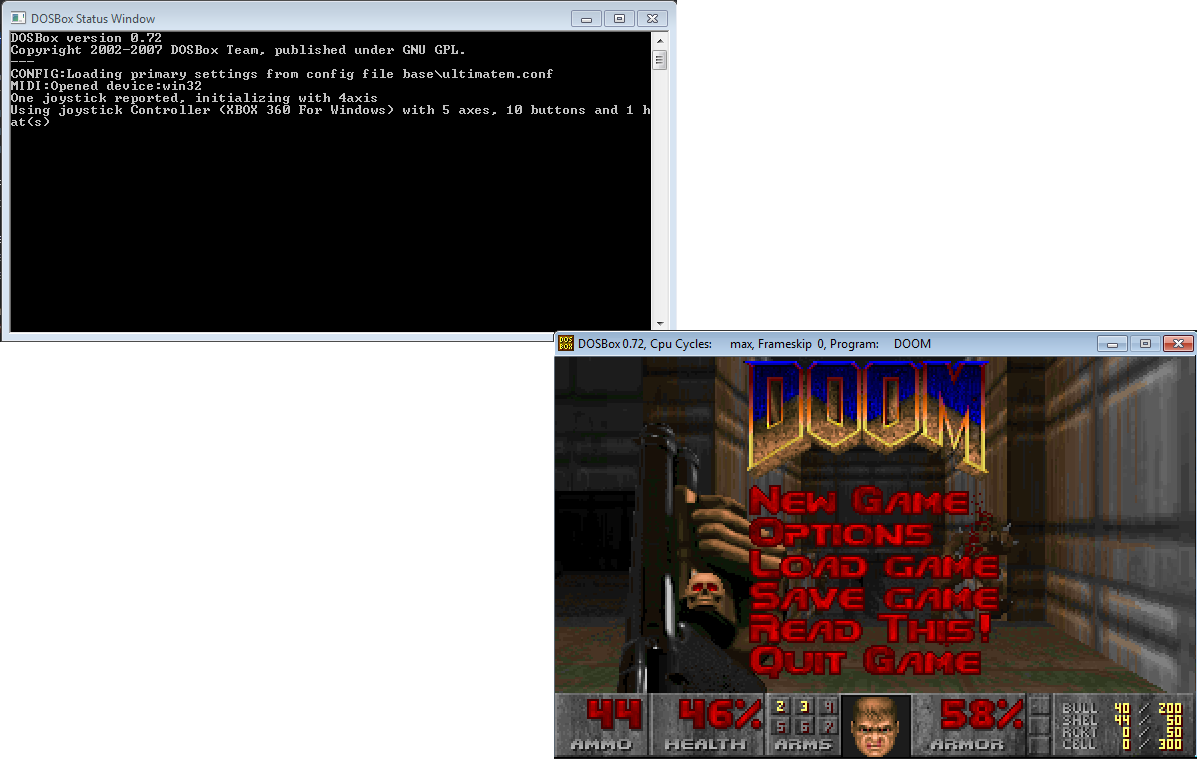 DOSBox Status Window
DOSBox version 0.72
Copyright 2002-2007 DOSBox Team, published under GNU GPL.
---
CONFIG:Loading primary settings from config file base\ultimatem.conf
MIDI:Opened device:win32
One joystick reported, initializing with 4axis
Using joystick Controller (XBOX 360 For Windows) with 5 axes, 10 buttons and 1 h
at(s)
DOS BOX DOSBox 0.72, Cpu Cycles: max, Frameskip 0, Program: DOOM
DOOM
New Game
Options
Load game
Save game
Read This!
Quit Game
44 46% 2 3 4 58%
5 6 7
AMMO HEALTH ARMS ARMOR
BULL 40 / 200
SHEL 44 / 50
RCKT 0 / 50
CELL 0 / 300